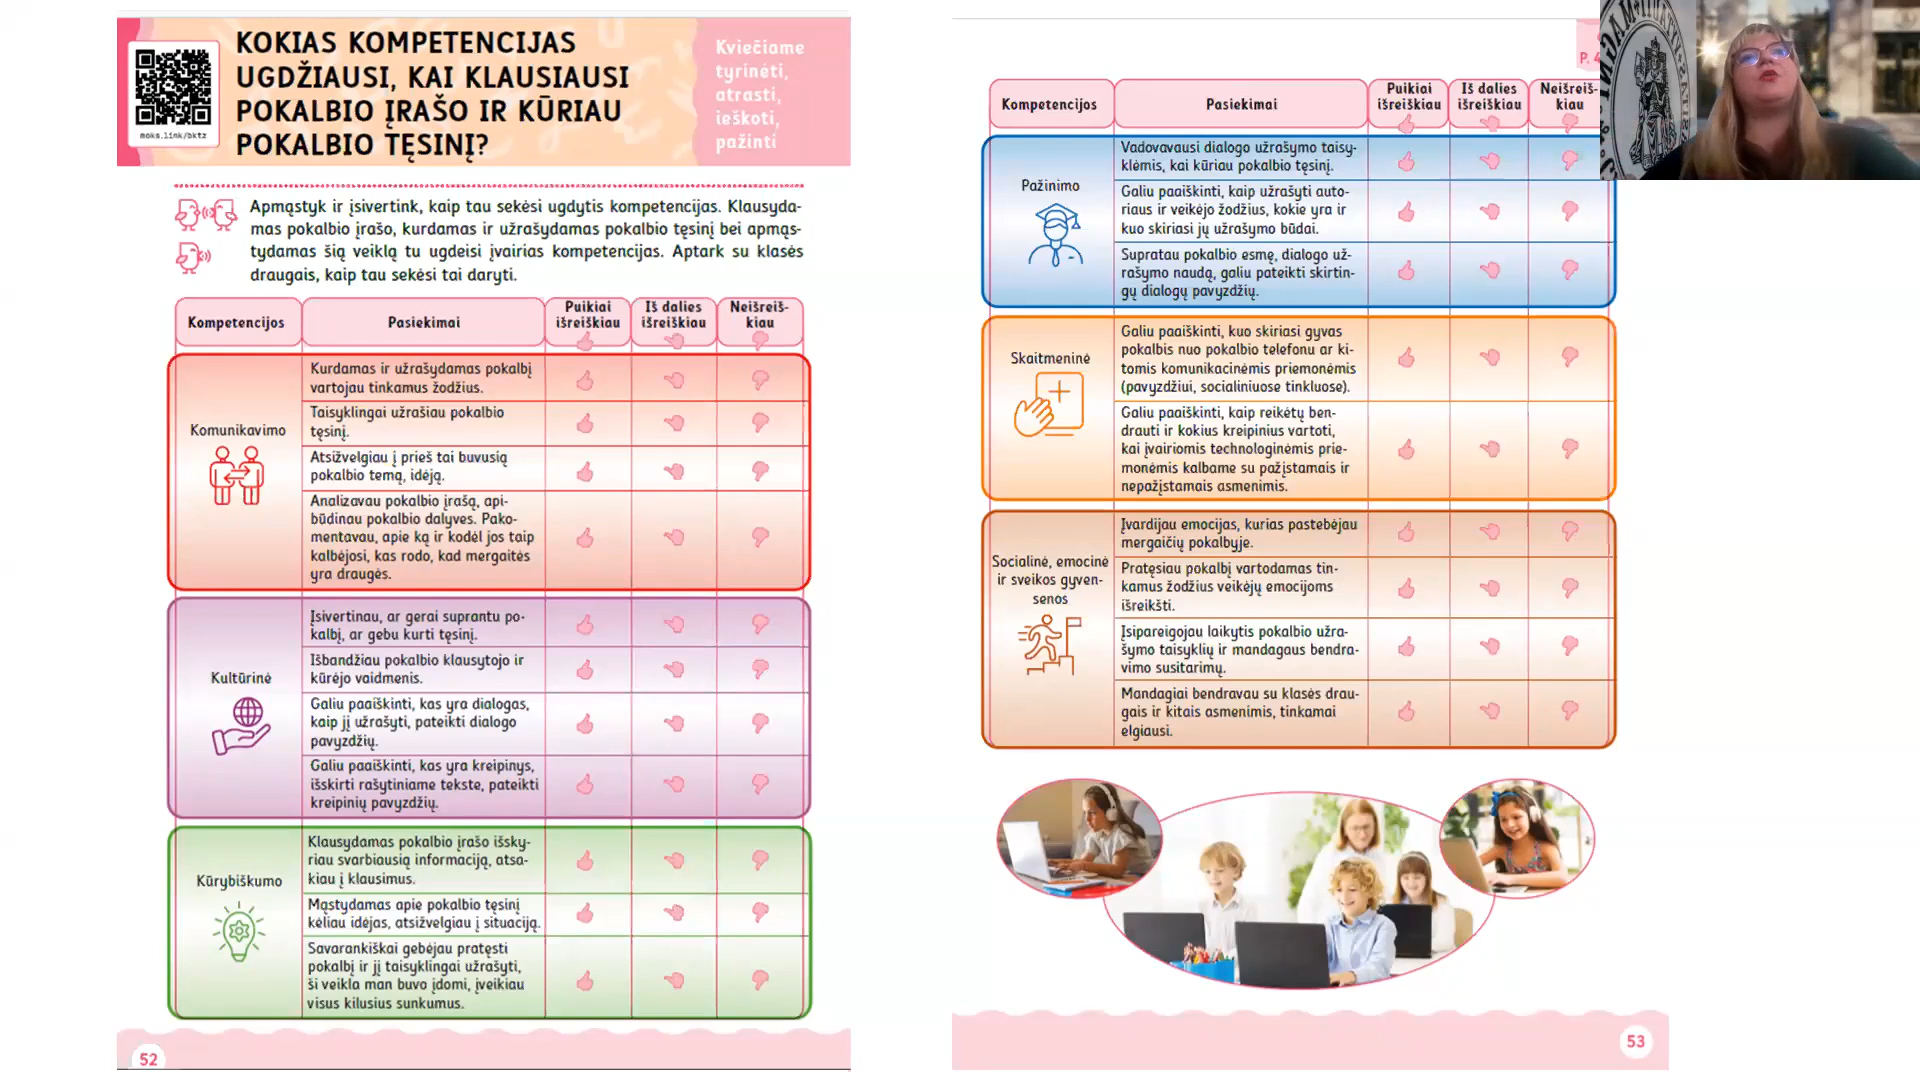 KOKIAS KOMPETENCIJAS
UGDŽIAUSI, KAI KLAUSIAUSI
POKALBIO ĮRAŠO IR KŪRIAU
POKALBIO TĘSINĮ?
moks.link/bktz
Kviečiame
tyrinėti,
atrasti,
ieškoti,
pažinti
Apmąstyk ir įsivertink, kaip tau sekėsi ugdytis kompetencijas. Klausyda-
mas pokalbio įrašo, kurdamas ir užrašydamas pokalbio tęsinį bei apmąs-
tydamas šią veiklą tu ugdeisi įvairias kompetencijas. Aptark su klasės
draugais, kaip tau sekėsi tai daryti.
Kompetencijos
Pasiekimai
Puikiai
išreiškiau
Iš dalies
išreiškiau
Neišreiš-
kiau
Komunikavimo
Kurdamas ir užrašydamas pokalbį
vartojau tinkamus žodžius.
Taisyklingai užrašiau pokalbio
tęsinį.
Atsižvelgiau į prieš tai buvusią
pokalbio temą, idėją.
Analizavau pokalbio įrašą, api-
būdinau pokalbio dalyves. Pako-
mentavau, apie ką ir kodėl jos taip
kalbėjosi, kas rodo, kad mergaitės
yra draugės.
Kultūrinė
Įsivertinau, ar gerai suprantu po-
kalbį, ar gebu kurti tęsinį.
Išbandžiau pokalbio klausytojo ir
kūrėjo vaidmenis.
Galiu paaiškinti, kas yra dialogas,
kaip jį užrašyti, pateikti dialogo
pavyzdžių.
Galiu paaiškinti, kas yra kreipinys,
išskirti rašytiniame tekste, pateikti
kreipinių pavyzdžių.
Kūrybiškumo
Klausydamas pokalbio įrašo išsky-
riau svarbiausią informaciją, atsa-
kiau į klausimus.
Mąstydamas apie pokalbio tęsinį
kėliau idėjas, atsižvelgiau į situaciją.
Savarankiškai gebėjau pratęsti
pokalbį ir jį taisyklingai užrašyti,
ši veikla man buvo įdomi, įveikiau
visus kilusius sunkumus.
52
Kompetencijos
Pasiekimai
Puikiai
išreiškiau
Iš dalies
išreiškiau
Neišreiš-
kiau
Pažinimo
Vadovavausi dialogo užrašymo taisy-
klėmis, kai kūriau pokalbio tęsinį.
Galiu paaiškinti, kaip užrašyti auto-
riaus ir veikėjo žodžius, kokie yra ir
kuo skiriasi jų užrašymo būdai.
Supratau pokalbio esmę, dialogo už-
rašymo naudą, galiu pateikti skirtin-
gų dialogų pavyzdžių.
Skaitmeninė
Galiu paaiškinti, kuo skiriasi gyvas
pokalbis nuo pokalbio telefonu ar ki-
tomis komunikacinėmis priemonėmis
(pavyzdžiui, socialiniuose tinkluose).
Galiu paaiškinti, kaip reikėtų ben-
drauti ir kokius kreipinius vartoti,
kai įvairiomis technologinėmis prie-
monėmis kalbame su pažįstamais ir
nepažįstamais asmenimis.
Socialinė, emocinė
ir sveikos gyven-
senos
Įvardijau emocijas, kurias pastebėjau
mergaičių pokalbyje.
Pratęsiau pokalbį vartodamas tin-
kamus žodžius veikėjų emocijoms
išreikšti.
Įsipareigojau laikytis pokalbio užra-
šymo taisyklių ir mandagaus bendra-
vimo susitarimų.
Mandagiai bendravau su klasės drau-
gais ir kitais asmenimis, tinkamai
elgiausi.
53